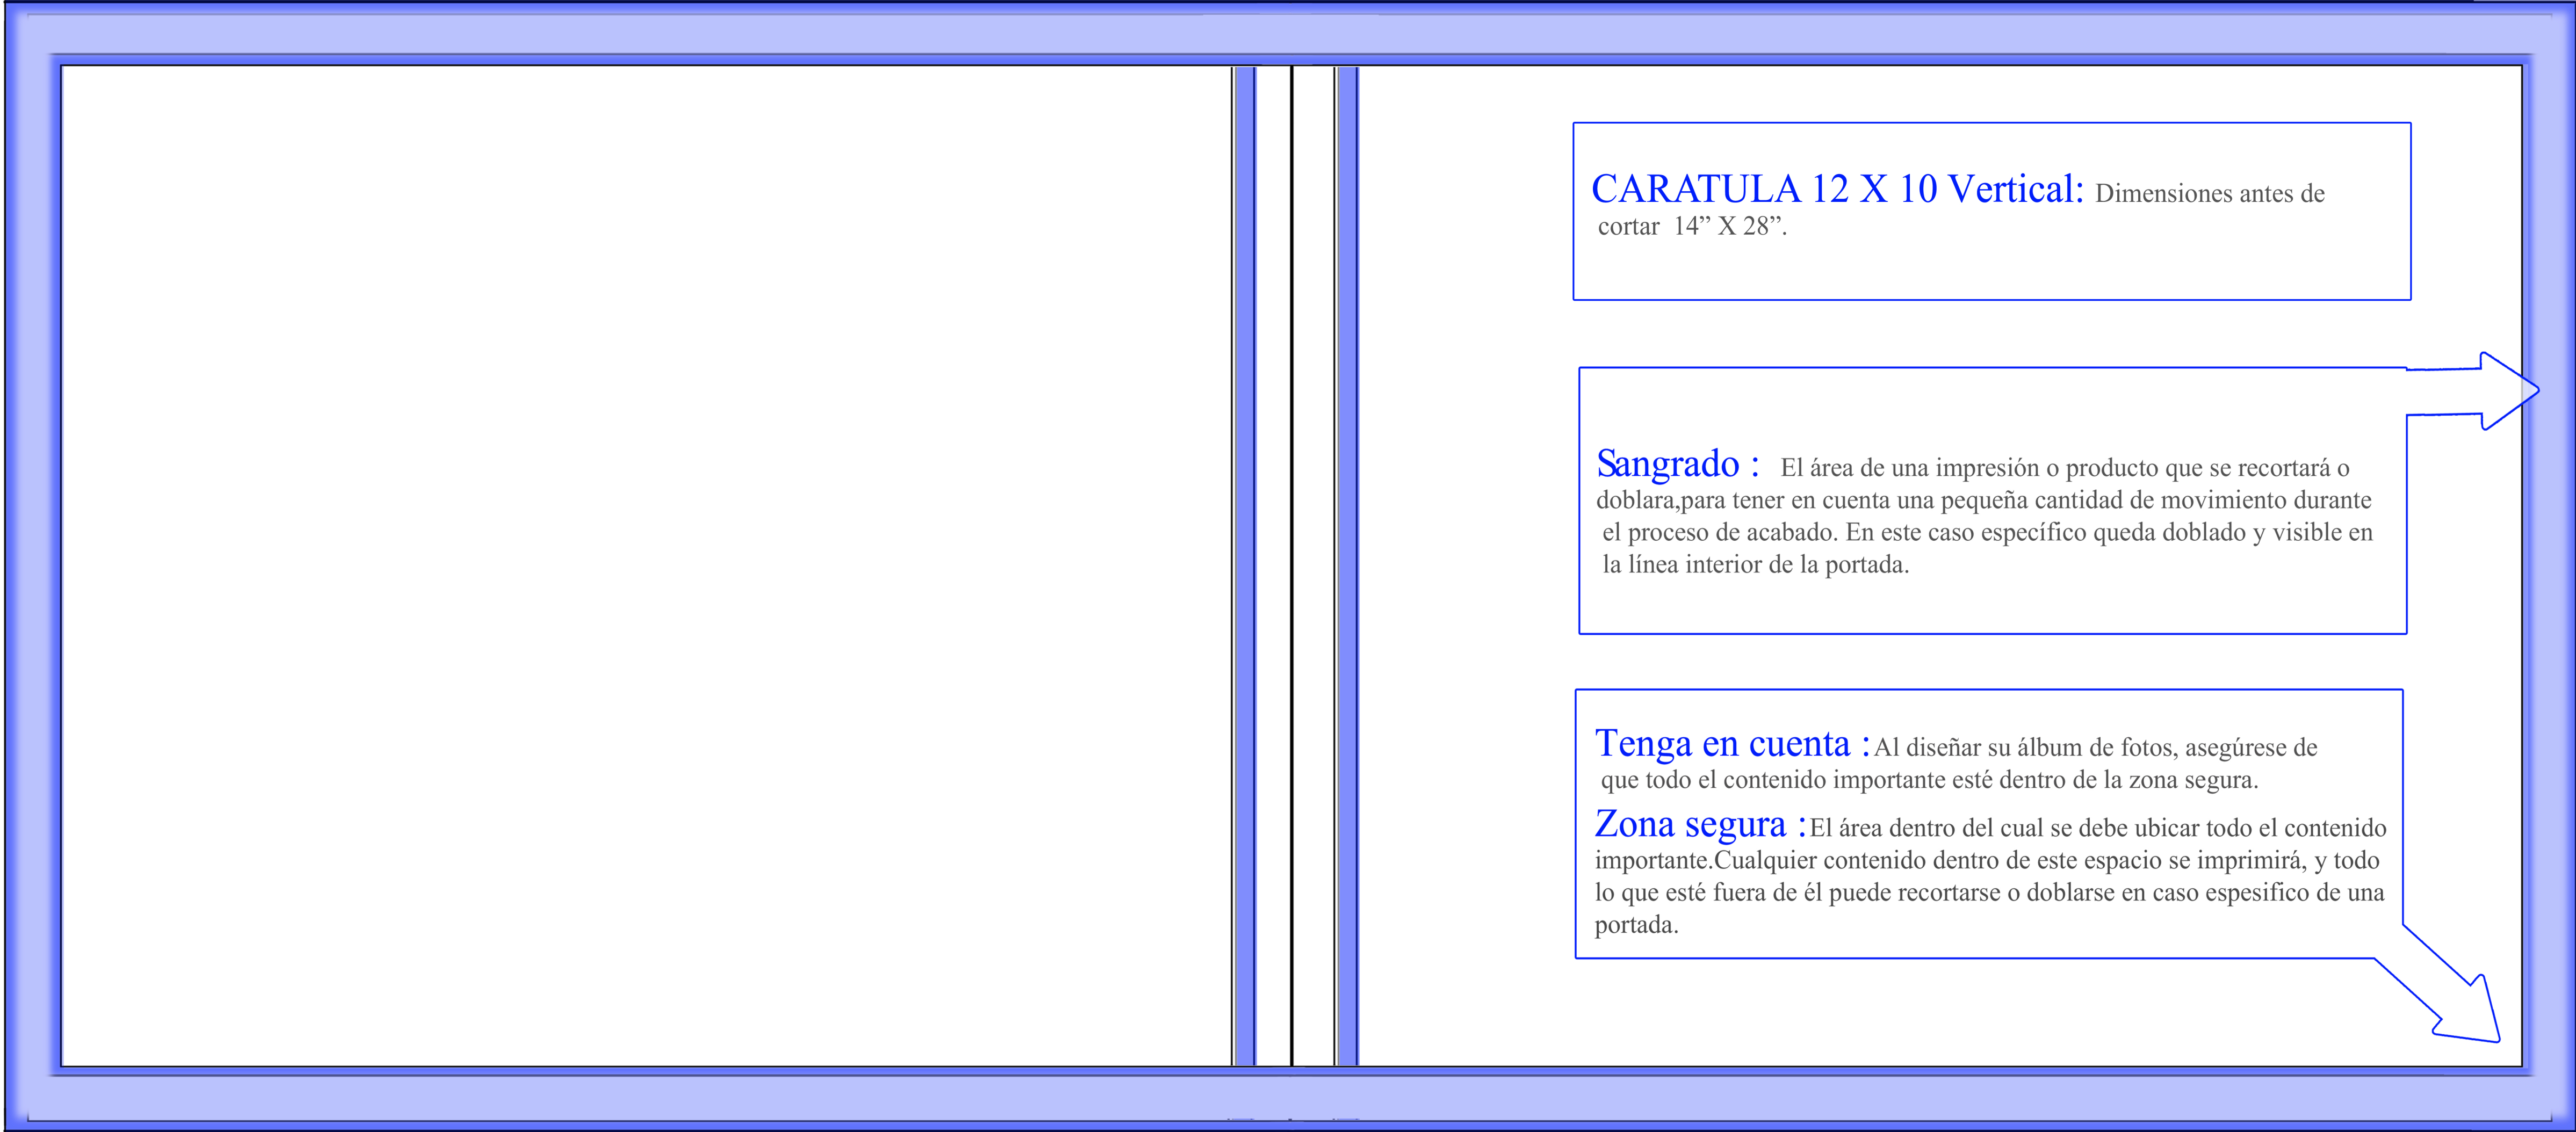 CARATULA 12 X 10 Vertical: Dimensiones antes de
cortar 14” X 28”.
Sangrado : El área de una impresión o producto que se recortará o
doblara,para tener en cuenta una pequeña cantidad de movimiento durante
el proceso de acabado. En este caso específico queda doblado y visible en
la línea interior de la portada.
Tenga en cuenta :Al diseñar su álbum de fotos, asegúrese de
que todo el contenido importante esté dentro de la zona segura.
Zona segura :El área dentro del cual se debe ubicar todo el contenido
importante.Cualquier contenido dentro de este espacio se imprimirá, y todo
lo que esté fuera de él puede recortarse o doblarse en caso espesifico de una
portada.